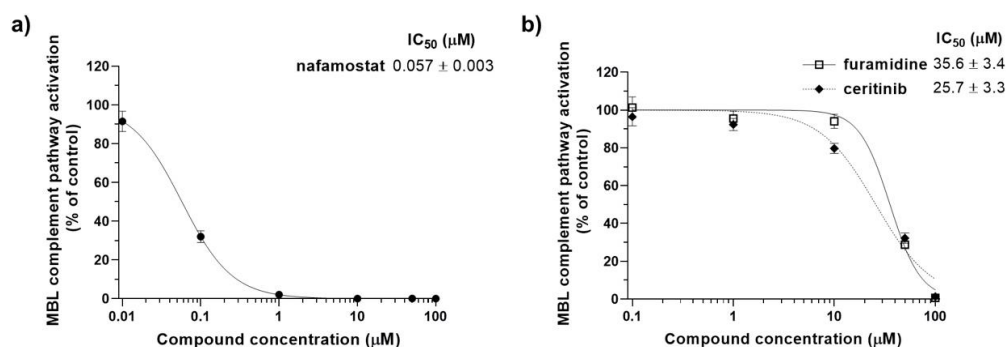 a)
IC50 (µM)
nafamostat 0.057 ± 0.003
MBL complement pathway activation
(% of control)
120
100
80
60
40
20
0
0.01 0.1 1 10 100
Compound concentration (µM)
b)
IC50 (µM)
furamidine 35.6 ± 3.4
ceritinib 25.7 ± 3.3
MBL complement pathway activation
(% of control)
120
100
80
60
40
20
0
0.1 1 10 100
Compound concentration (µM)